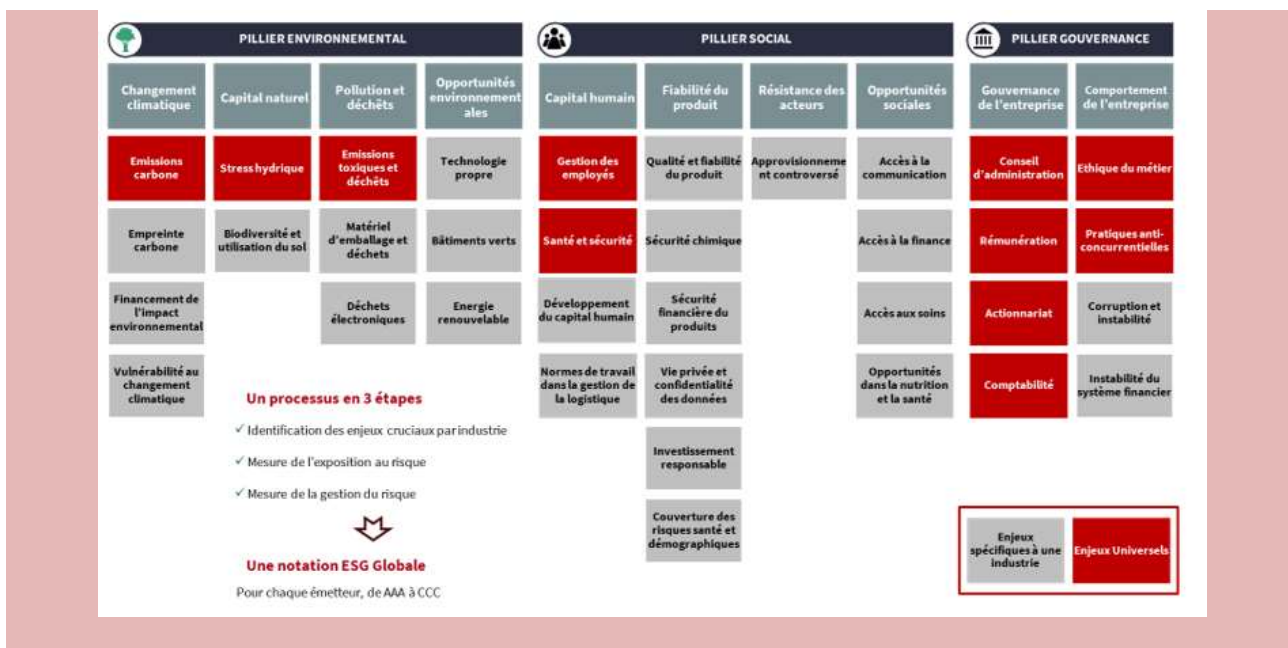 PILLIER ENVIRONNEMENTAL
PILLIER SOCIAL
PILLIER GOUVERNANCE
Changement
climatique
Capital naturel
Pollution et
déchêts
Opportunités
environnement
ales
Capital humain
Fiabilité du
produit
Résistance des
acteurs
Opportunités
sociales
Gouvernance
de l'entreprise
Comportement
de l'entreprise
Emissions
carbone
Stress hydrique
Emissions
toxiques et
déchêts
Technologie
propre
Gestion des
employés
Qualité et fiabilité
du produit
Approvisionneme
nt controversé
Accès à la
communication
Conseil
d'administration
Ethique du métier
Empreinte
carbone
Biodiversité et
utilisation du sol
Matériel
d'emballage et
déchets
Bâtiments verts
Santé et sécurité
Sécurité chimique
Accès à la finance
Rémunération
Pratiques anti-
concurrentielles
Financement de
l'impact
environnemental
Déchets
électroniques
Energie
renouvelable
Développement
du capital humain
Sécurité
financière du
produits
Accès aux soins
Actionnariat
Corruption et
instabilité
Vulnérabilité au
changement
climatique
Normes de travail
dans la gestion de
la logistique
Vie privée et
confidentialité
des données
Opportunités
dans la nutrition
et la santé
Comptabilité
Instabilité du
système financier
Investissement
responsable
Couverture des
risques santé et
démographiques
Un processus en 3 étapes
✓ Identification des enjeux cruciaux par industrie
✓ Mesure de l'exposition au risque
✓ Mesure de la gestion du risque
Une notation ESG Globale
Pour chaque émetteur, de AAA à CCC
Enjeux
spécifiques à une
industrie
Enjeux Universels